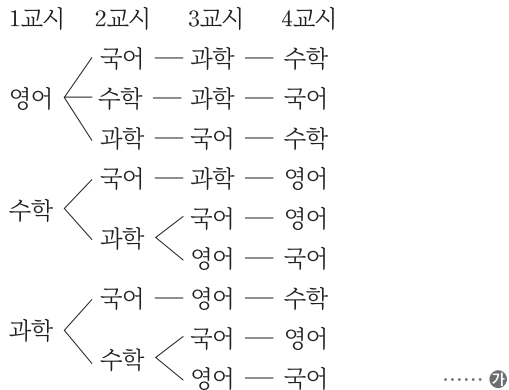 1교시 2교시 3교시 4교시
국어 — 과학 — 수학
영어 수학 — 과학 — 국어
과학 — 국어 — 수학
국어 — 과학 — 영어
수학 국어 — 영어
과학
영어 — 국어
국어 — 영어 — 수학
과학 국어 — 영어
수학
영어 — 국어 …… 가